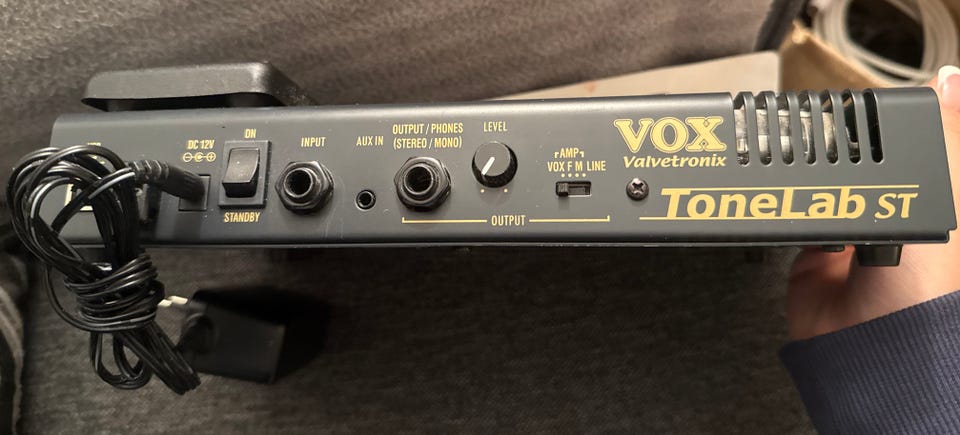 DC 12V
ON
STANDBY
INPUT
AUX IN
OUTPUT / PHONES
(STEREO / MONO)
LEVEL
OUTPUT
AMP
VOX F M LINE
VOX
Valvetronix
ToneLab ST